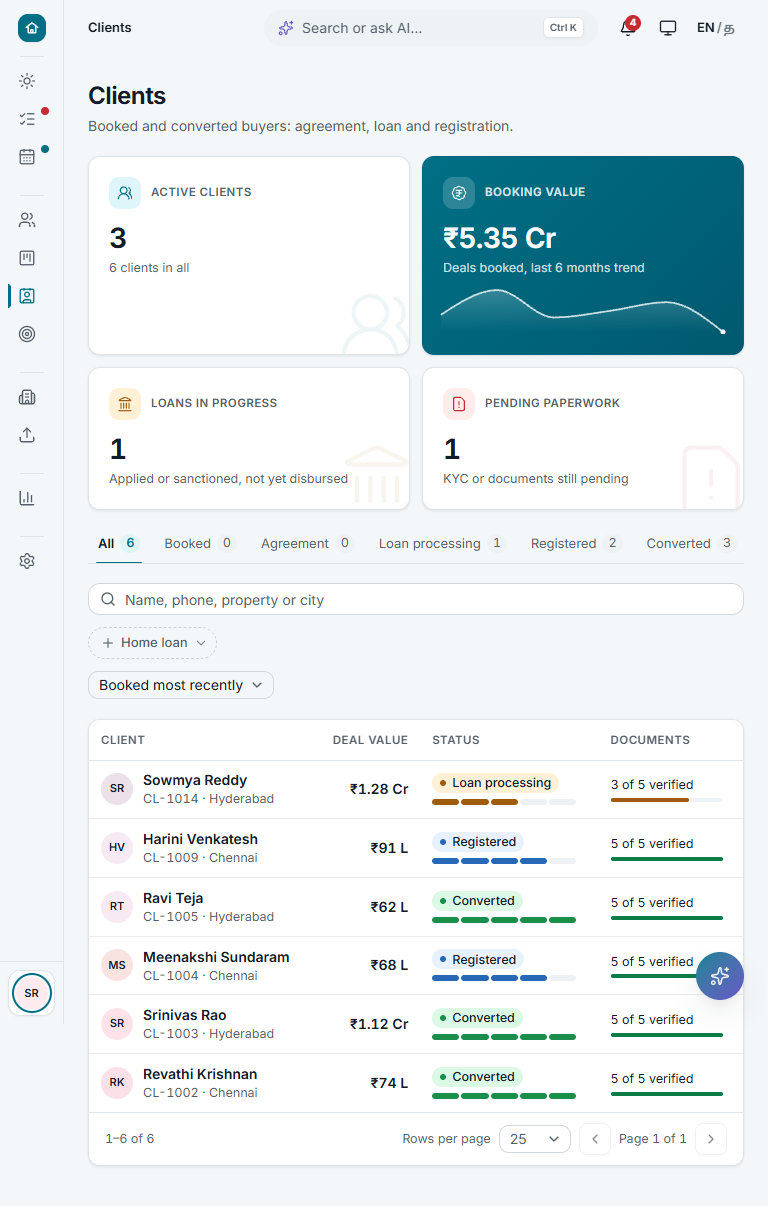 Clients
Search or ask AI...
Ctrl K
4
EN / த
Clients
Booked and converted buyers: agreement, loan and registration.
ACTIVE CLIENTS
3
6 clients in all
BOOKING VALUE
₹5.35 Cr
Deals booked, last 6 months trend
LOANS IN PROGRESS
1
Applied or sanctioned, not yet disbursed
PENDING PAPERWORK
1
KYC or documents still pending
All 6 Booked 0 Agreement 0 Loan processing 1 Registered 2 Converted 3
Name, phone, property or city
Home loan
Booked most recently
CLIENT DEAL VALUE STATUS DOCUMENTS
SR Sowmya Reddy ₹1.28 Cr Loan processing 3 of 5 verified
CL-1014 · Hyderabad
HV Harini Venkatesh ₹91 L Registered 5 of 5 verified
CL-1009 · Chennai
RT Ravi Teja ₹62 L Converted 5 of 5 verified
CL-1005 · Hyderabad
MS Meenakshi Sundaram ₹68 L Registered 5 of 5 verified
CL-1004 · Chennai
SR Srinivas Rao ₹1.12 Cr Converted 5 of 5 verified
CL-1003 · Hyderabad
RK Revathi Krishnan ₹74 L Converted 5 of 5 verified
CL-1002 · Chennai
SR
1–6 of 6 Rows per page 25 Page 1 of 1